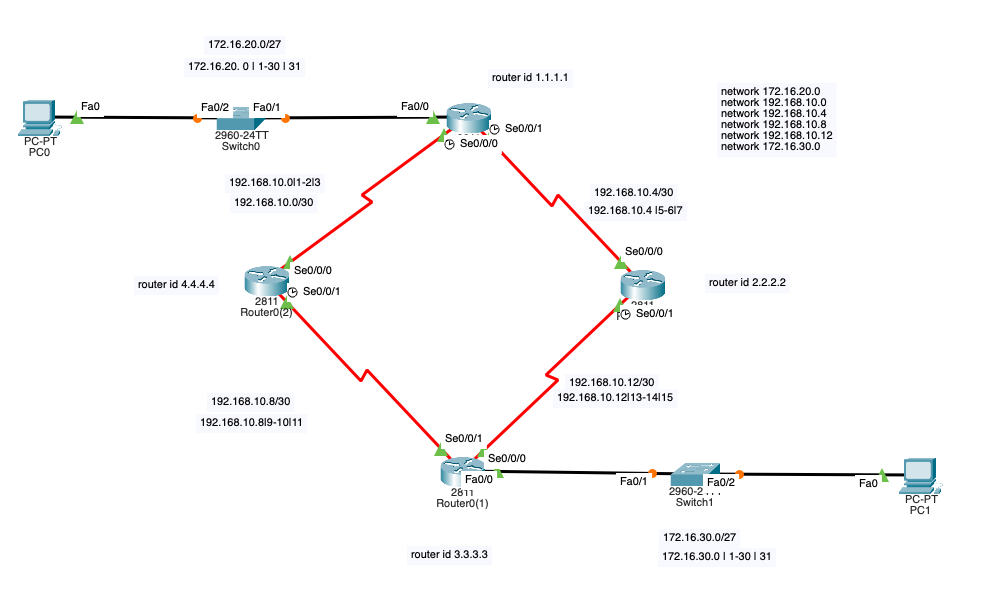 172.16.20.0/27
172.16.20. 0 | 1-30 | 31
router id 1.1.1.1
network 172.16.20.0
network 192.168.10.0
network 192.168.10.4
network 192.168.10.8
network 192.168.10.12
network 172.16.30.0
Fa0
Fa0/2
Fa0/1
Fa0/0
Se0/0/1
Se0/0/0
PC-PT
PC0
2960-24TT
Switch0
192.168.10.0|1-2|3
192.168.10.0/30
192.168.10.4/30
192.168.10.4 |5-6|7
Se0/0/0
router id 4.4.4.4
Se0/0/0
Se0/0/1
2811
Router0(2)
router id 2.2.2.2
2811
Se0/0/1
192.168.10.8/30
192.168.10.8|9-10|11
192.168.10.12/30
192.168.10.12|13-14|15
Se0/0/1
Se0/0/0
Fa0/0
2811
Router0(1)
Fa0/1
Fa0/2
2960-2 . . .
Switch1
Fa0
PC-PT
PC1
172.16.30.0/27
172.16.30.0 | 1-30 | 31
router id 3.3.3.3